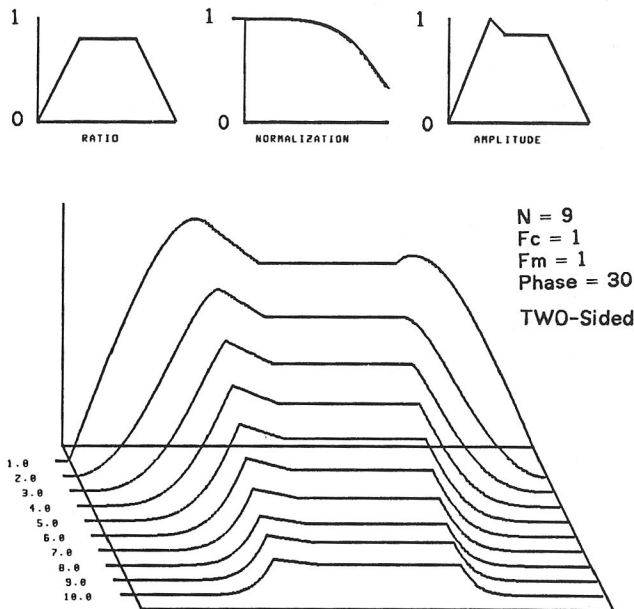 1
0
RATIO
1
0
NORMALIZATION
1
0
AMPLITUDE
N = 9
Fc = 1
Fm = 1
Phase = 30
TWO-Sided
1.0
2.0
3.0
4.0
5.0
6.0
7.0
8.0
9.0
10.0